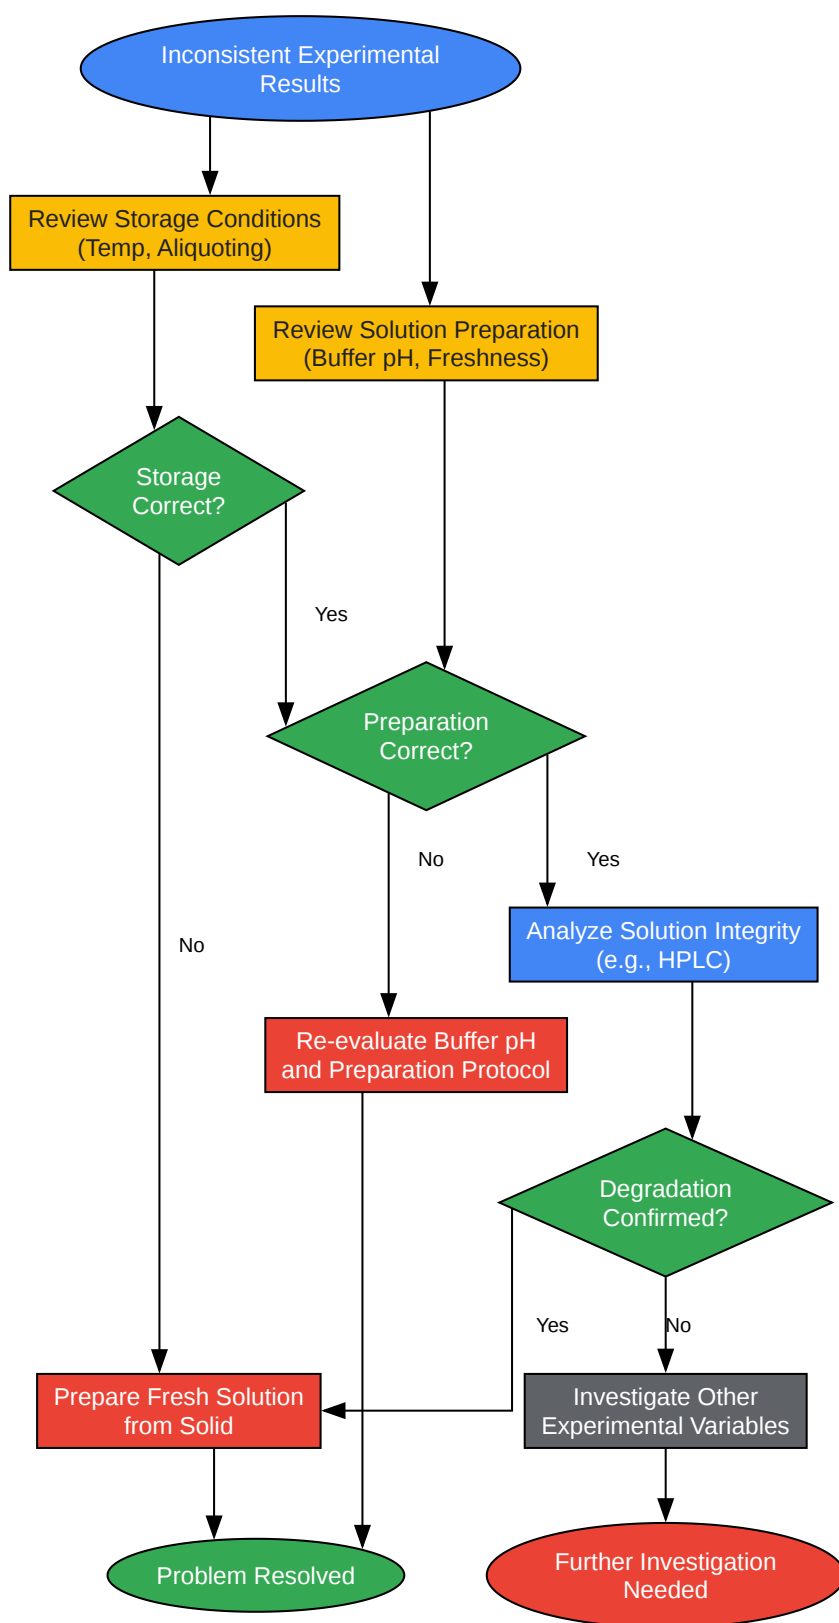 Inconsistent Experimental
Results
Review Storage Conditions
(Temp, Aliquoting)
Review Solution Preparation
(Buffer pH, Freshness)
Storage
Correct?
Yes
Preparation
Correct?
No
Yes
No
Analyze Solution Integrity
(e.g., HPLC)
Re-evaluate Buffer pH
and Preparation Protocol
Degradation
Confirmed?
Yes
No
Prepare Fresh Solution
from Solid
Investigate Other
Experimental Variables
Problem Resolved
Further Investigation
Needed